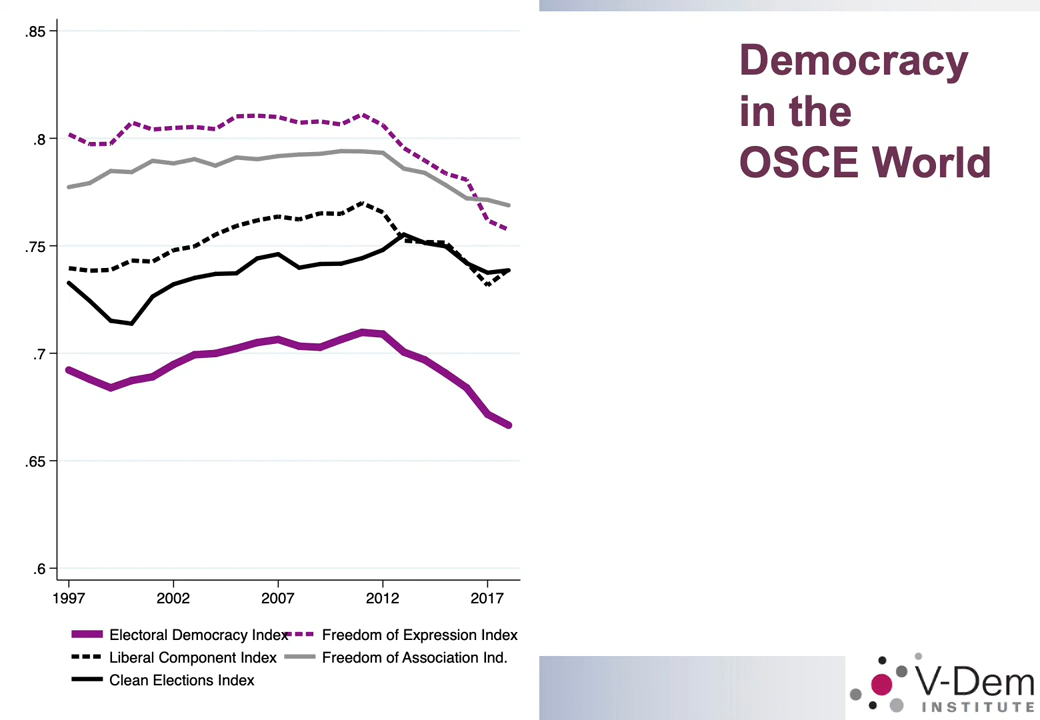 Democracy
in the
OSCE World
.85
.8
.75
.7
.65
.6
1997 2002 2007 2012 2017
Electoral Democracy Index Freedom of Expression Index
Liberal Component Index Freedom of Association Ind.
Clean Elections Index
V-Dem
INSTITUTE